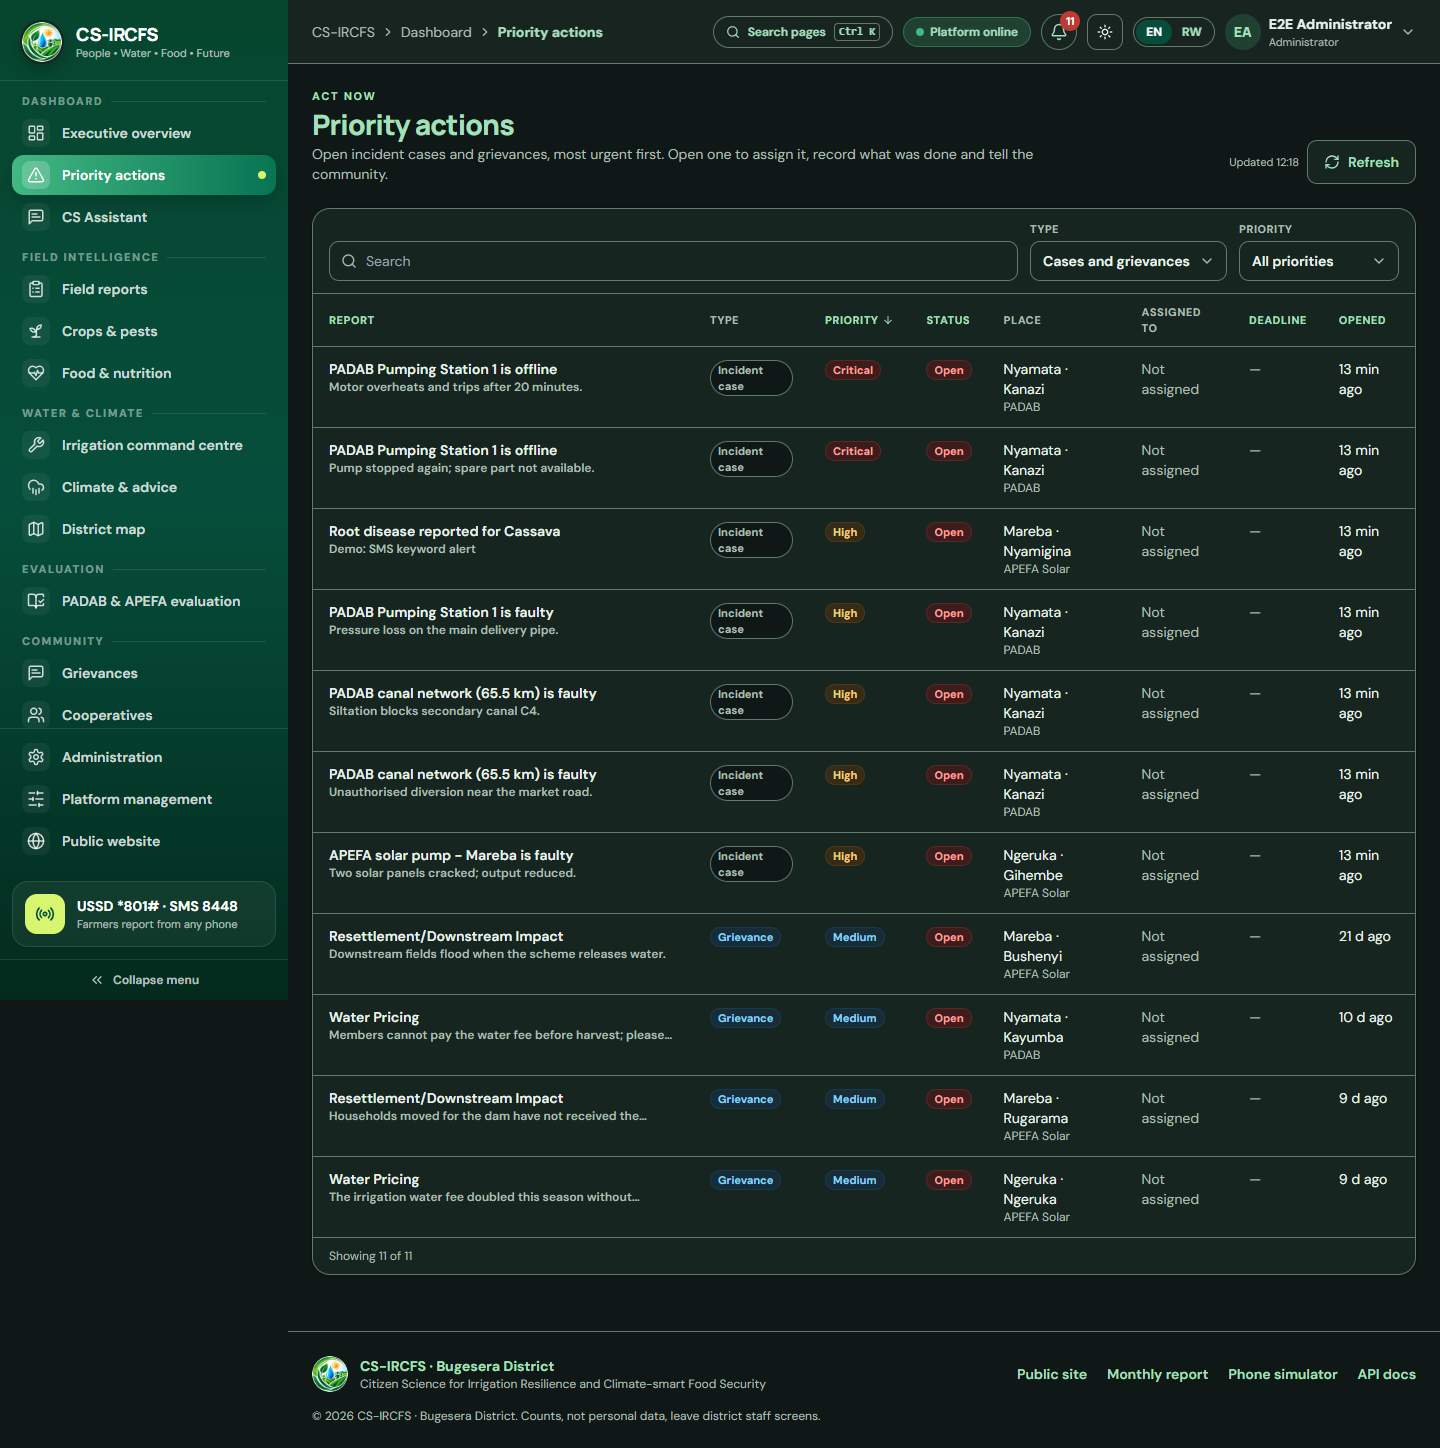 CS-IRCFS
People • Water • Food • Future
DASHBOARD
Executive overview
Priority actions
CS Assistant
FIELD INTELLIGENCE
Field reports
Crops & pests
Food & nutrition
WATER & CLIMATE
Irrigation command centre
Climate & advice
District map
EVALUATION
PADAB & APEFA evaluation
COMMUNITY
Grievances
Cooperatives
Administration
Platform management
Public website
USSD *801# · SMS 8448
Farmers report from any phone
Collapse menu
CS-IRCFS > Dashboard > Priority actions
Search pages Ctrl K
Platform online
11
EN RW
EA
E2E Administrator
Administrator
ACT NOW
Priority actions
Open incident cases and grievances, most urgent first. Open one to assign it, record what was done and tell the
community.
Updated 12:18
Refresh
TYPE PRIORITY
Search Cases and grievances All priorities
REPORT TYPE PRIORITY ↓ STATUS PLACE ASSIGNED TO DEADLINE OPENED
PADAB Pumping Station 1 is offline Incident case Critical Open Nyamata · Kanazi Not assigned — 13 min ago
Motor overheats and trips after 20 minutes. PADAB
PADAB Pumping Station 1 is offline Incident case Critical Open Nyamata · Kanazi Not assigned — 13 min ago
Pump stopped again; spare part not available. PADAB
Root disease reported for Cassava Incident case High Open Mareba · Nyamigina Not assigned — 13 min ago
Demo: SMS keyword alert APEFA Solar
PADAB Pumping Station 1 is faulty Incident case High Open Nyamata · Kanazi Not assigned — 13 min ago
Pressure loss on the main delivery pipe. PADAB
PADAB canal network (65.5 km) is faulty Incident case High Open Nyamata · Kanazi Not assigned — 13 min ago
Siltation blocks secondary canal C4. PADAB
PADAB canal network (65.5 km) is faulty Incident case High Open Nyamata · Kanazi Not assigned — 13 min ago
Unauthorised diversion near the market road. PADAB
APEFA solar pump – Mareba is faulty Incident case High Open Ngeruka · Gihembe Not assigned — 13 min ago
Two solar panels cracked; output reduced. APEFA Solar
Resettlement/Downstream Impact Grievance Medium Open Mareba · Bushenyi Not assigned — 21 d ago
Downstream fields flood when the scheme releases water. APEFA Solar
Water Pricing Grievance Medium Open Nyamata · Kayumba Not assigned — 10 d ago
Members cannot pay the water fee before harvest; please… PADAB
Resettlement/Downstream Impact Grievance Medium Open Mareba · Rugarama Not assigned — 9 d ago
Households moved for the dam have not received the… APEFA Solar
Water Pricing Grievance Medium Open Ngeruka · Ngeruka Not assigned — 9 d ago
The irrigation water fee doubled this season without… APEFA Solar
Showing 11 of 11
CS-IRCFS · Bugesera District
Citizen Science for Irrigation Resilience and Climate-smart Food Security
Public site Monthly report Phone simulator API docs
© 2026 CS-IRCFS · Bugesera District. Counts, not personal data, leave district staff screens.